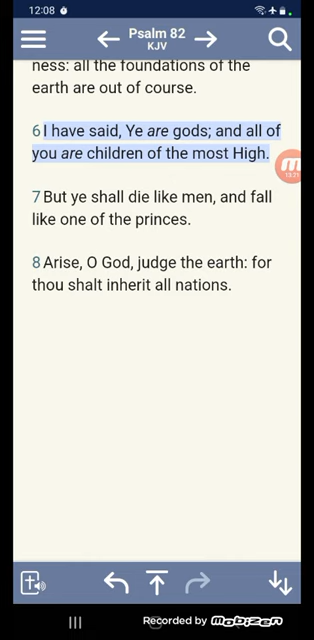 12:08
Psalm 82
KJV
ness: all the foundations of the
earth are out of course.
6 I have said, Ye are gods; and all of
you are children of the most High.
7 But ye shall die like men, and fall
like one of the princes.
8 Arise, O God, judge the earth: for
thou shalt inherit all nations.
Recorded by mobizen